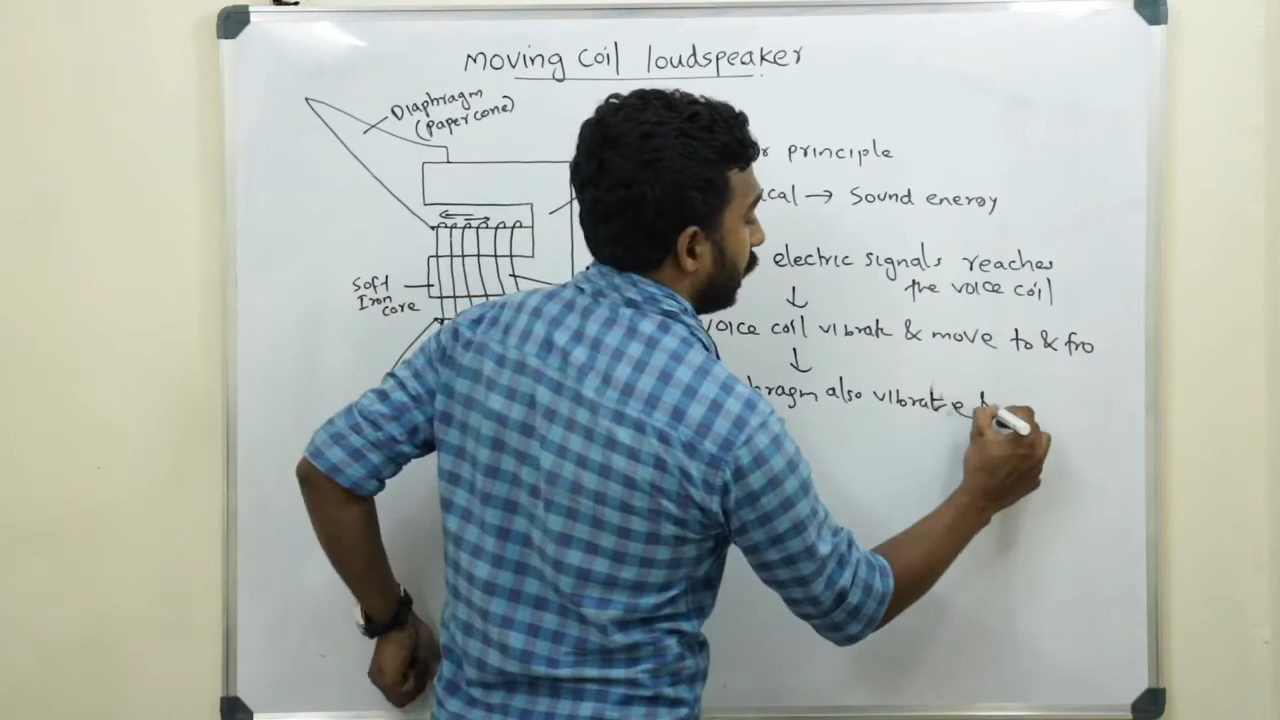 Moving coil loudspeaker
Diaphragm
(Paper cone)
principle
→ Sound energy
electric signals reaches
the voice coil
↓
voice coil vibrate & move to & fro
↓
also vibrate
Soft
Iron
core